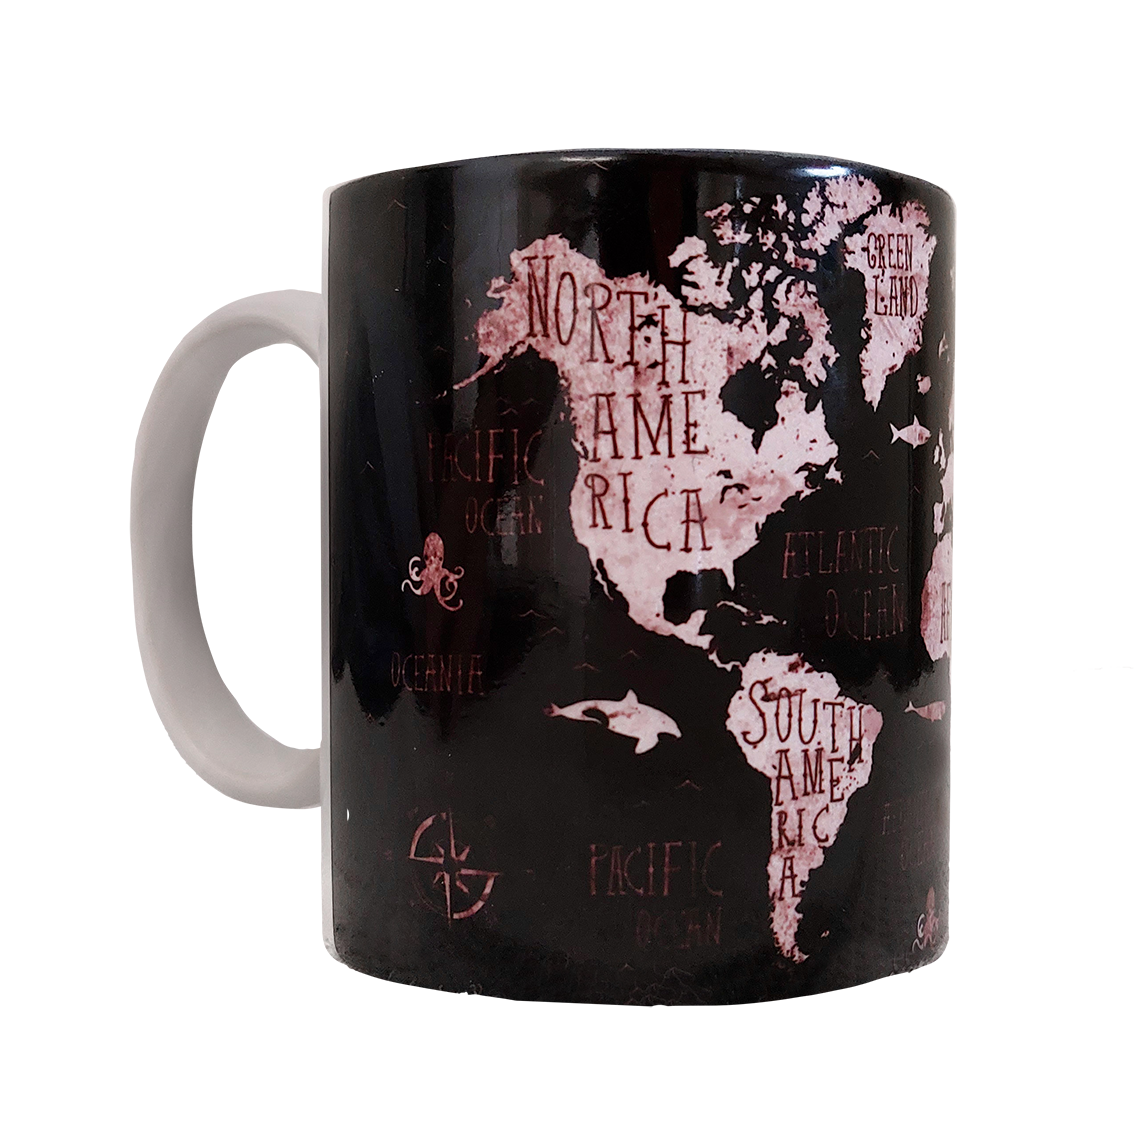 GREEN
LAND
NORTH
AME
RICA
PACIFIC
OCEAN
ATLANTIC
OCEAN
OCEANIA
SOUTH
AME
RIC
A
PACIFIC
OCEAN